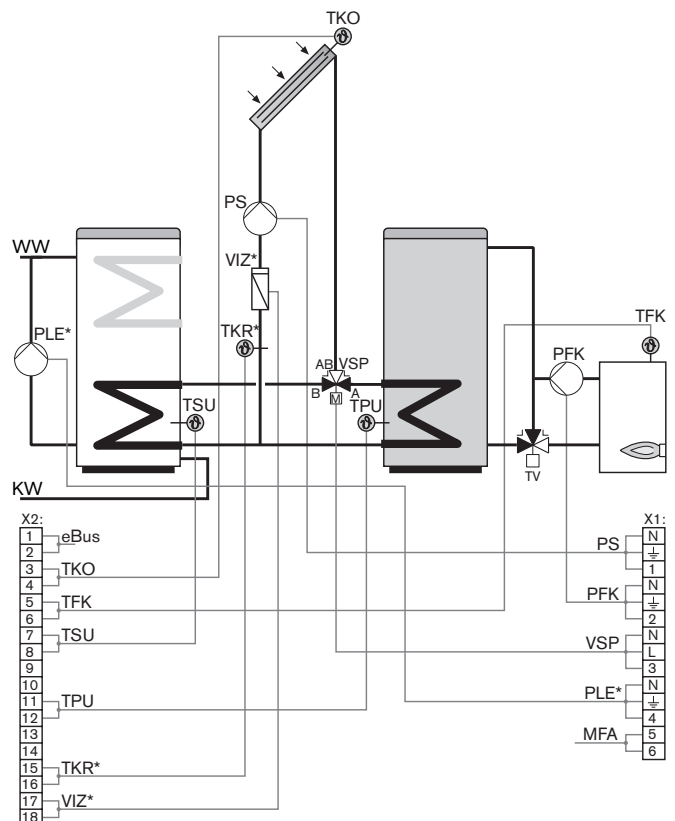 TKO
PS
WW
VIZ*
TKR*
PLE*
TFK
AB VSP
PFK
B M A
TSU
TPU
TV
KW
X2:
1 eBus
2
3 TKO
4
5 TFK
6
7 TSU
8
9
10
11 TPU
12
13
14
15 TKR*
16
17 VIZ*
18
X1:
N
PS
1
N
PFK
2
N
VSP L
3
N
PLE*
4
MFA 5
6